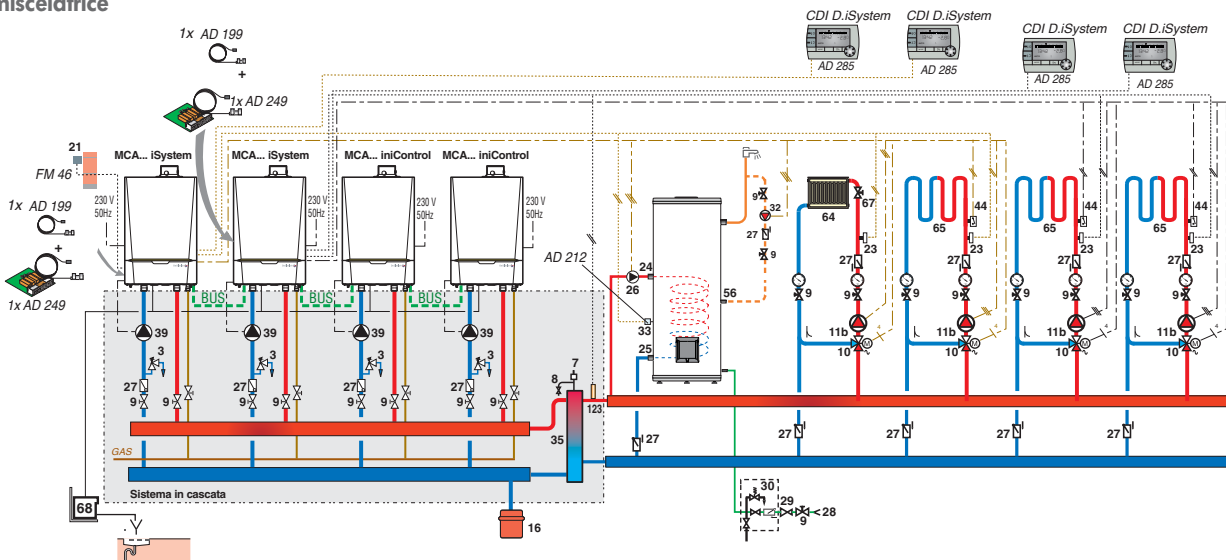 miscelatrice
1x AD 199
+
1x AD 249
CDI D.iSystem
AD 285
CDI D.iSystem
AD 285
CDI D.iSystem
AD 285
CDI D.iSystem
AD 285
21
FM 46
1x AD 199
+
1x AD 249
MCA... iSystem
MCA... iSystem
MCA... iniControl
MCA... iniControl
230 V
50Hz
230 V
50Hz
230 V
50Hz
230 V
50Hz
BUS
BUS
BUS
39
39
39
39
3
3
3
3
27
27
27
27
9
9
9
9
9
9
9
9
7
8
123
35
GAS
Sistema in cascata
68
16
AD 212
24
26
33
25
56
9
32
27
9
64
67
23
27
9
9
11b
10
M
65
44
23
27
9
9
11b
10
M
65
44
23
27
9
9
11b
10
M
65
44
23
27
9
9
11b
10
M
27
27
27
27
27
30
29
9
28